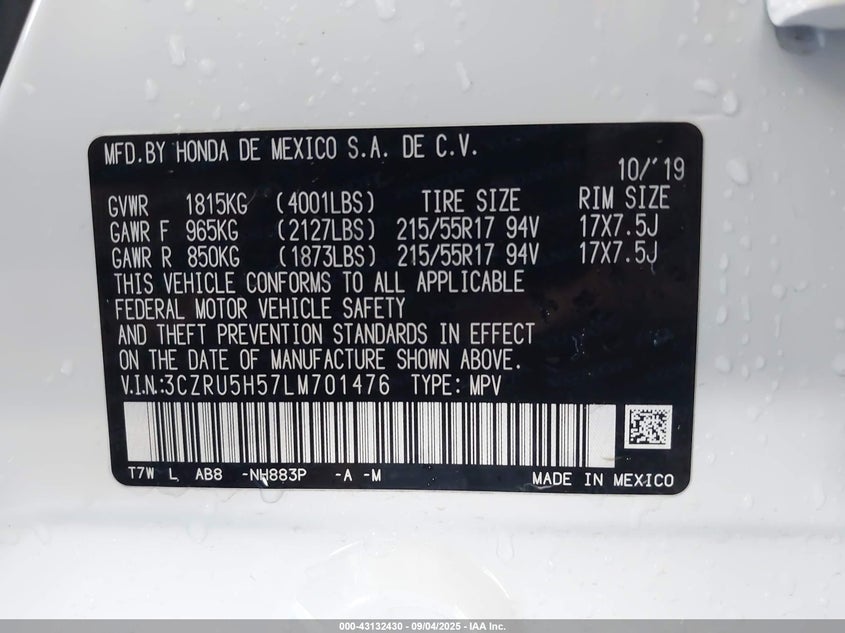 MFD.BY HONDA DE MEXICO S.A. DE C.V.
10/'19
GVWR 1815KG (4001LBS) TIRE SIZE RIM SIZE
GAWR F 965KG (2127LBS) 215/55R17 94V 17X7.5J
GAWR R 850KG (1873LBS) 215/55R17 94V 17X7.5J
THIS VEHICLE CONFORMS TO ALL APPLICABLE
FEDERAL MOTOR VEHICLE SAFETY
AND THEFT PREVENTION STANDARDS IN EFFECT
ON THE DATE OF MANUFACTURE SHOWN ABOVE.
V.I.N.:3CZRU5H57LM701476 TYPE: MPV
T7W L AB8 -NH883P -A -M MADE IN MEXICO
000-43132430 - 09/04/2025 - IAA Inc.